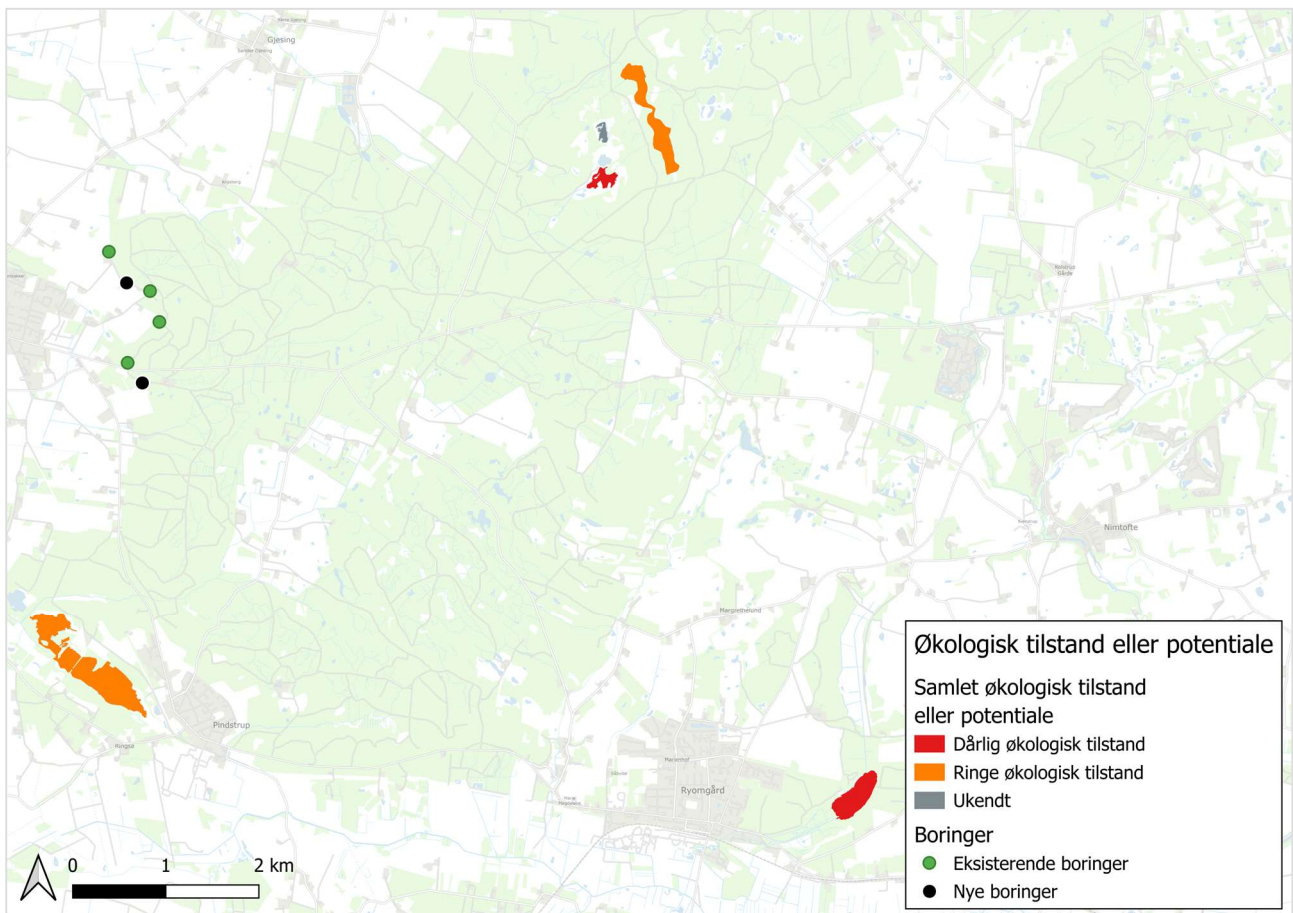 Gjesing
Pindstrup
Ryomgård
Marienhof
Nimtofte
Margrethelund
Økologisk tilstand eller potentiale
Samlet økologisk tilstand
eller potentiale
Dårlig økologisk tilstand
Ringe økologisk tilstand
Ukendt
Boringer
Eksisterende boringer
Nye boringer
0 1 2 km